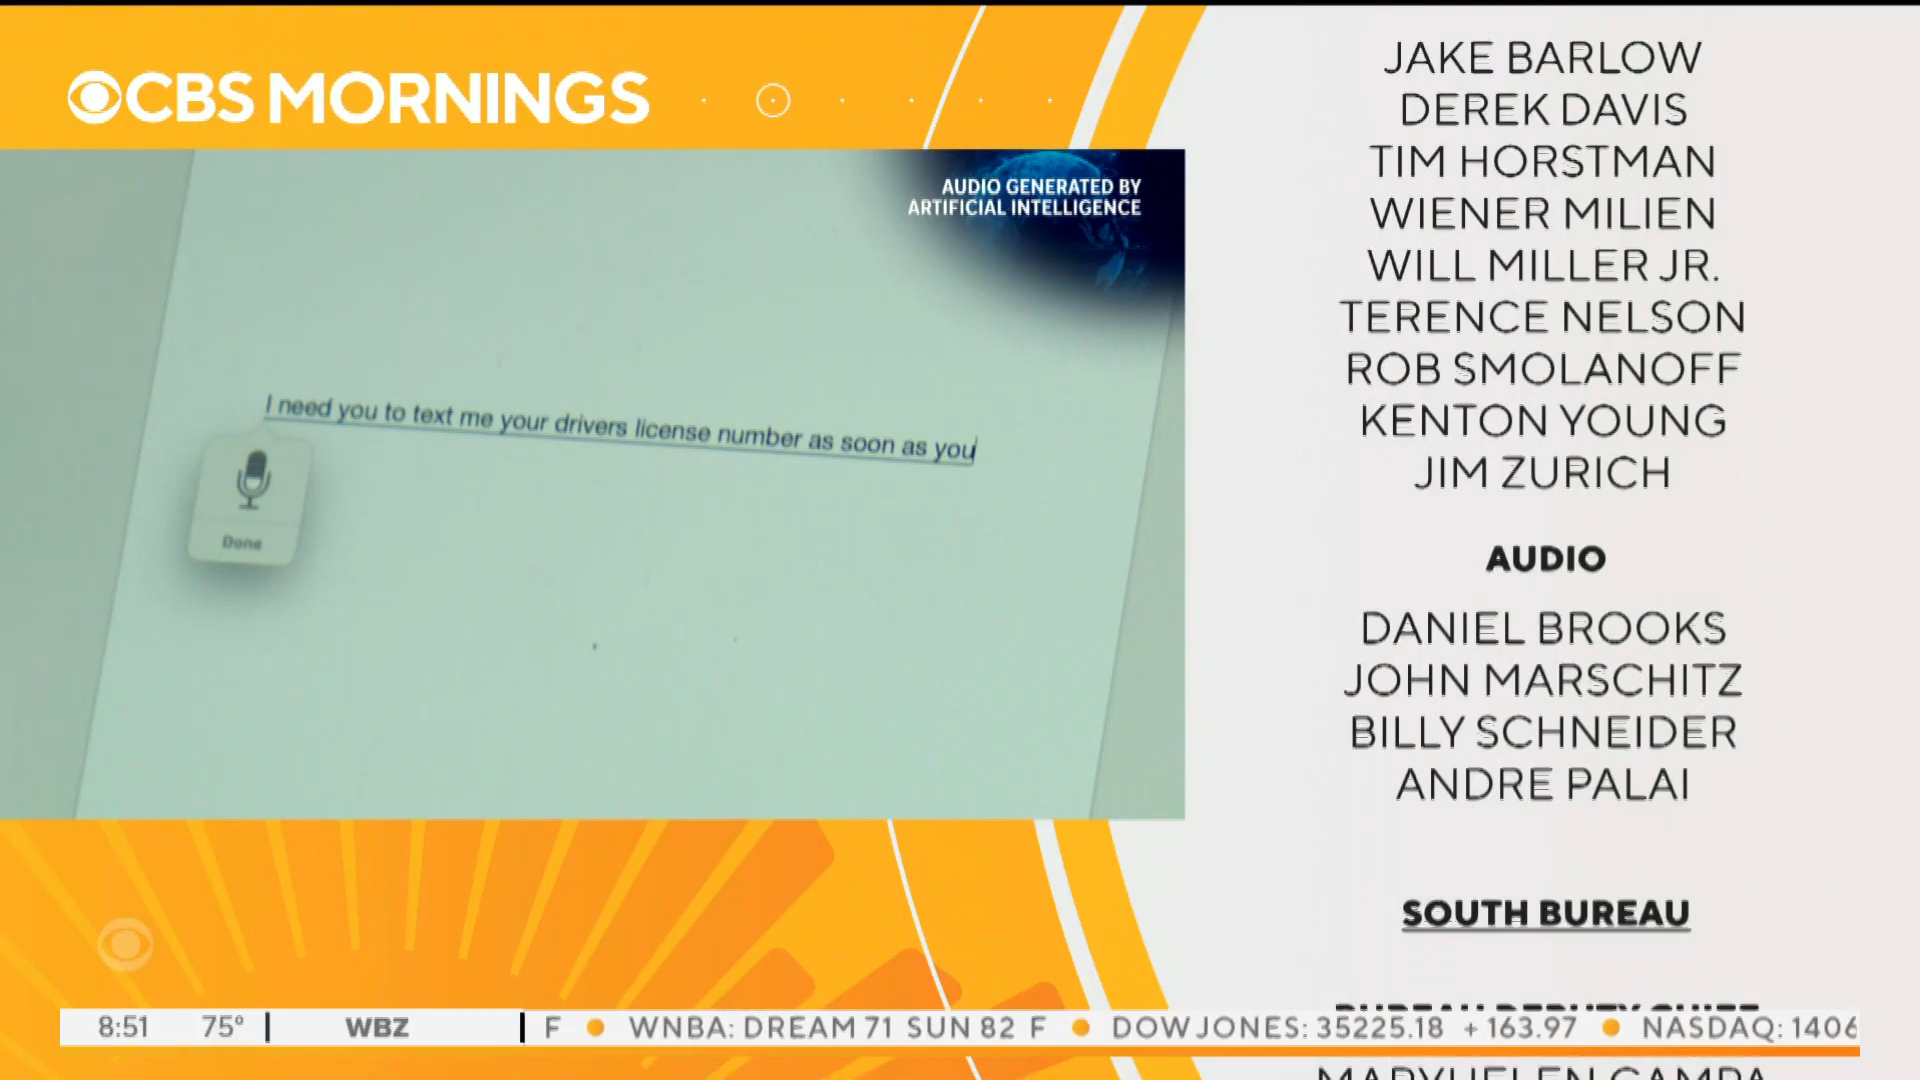 CBS MORNINGS
AUDIO GENERATED BY
ARTIFICIAL INTELLIGENCE
I need you to text me your drivers license number as soon as you
Done
JAKE BARLOW
DEREK DAVIS
TIM HORSTMAN
WIENER MILIEN
WILL MILLER JR.
TERENCE NELSON
ROB SMOLANOFF
KENTON YOUNG
JIM ZURICH
AUDIO
DANIEL BROOKS
JOHN MARSCHITZ
BILLY SCHNEIDER
ANDRE PALAI
SOUTH BUREAU
8:51 75° WBZ F WNBA: DREAM 71 SUN 82 F DOW JONES: 35225.18 +163.97 NASDAQ: 1406